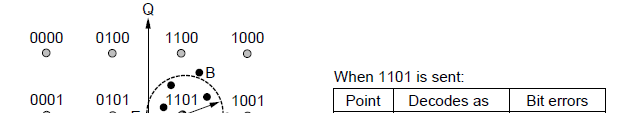 Q
0000 0100 1100 1000
B
When 1101 is sent:
Point Decodes as Bit errors
0001 0101 1101 1001